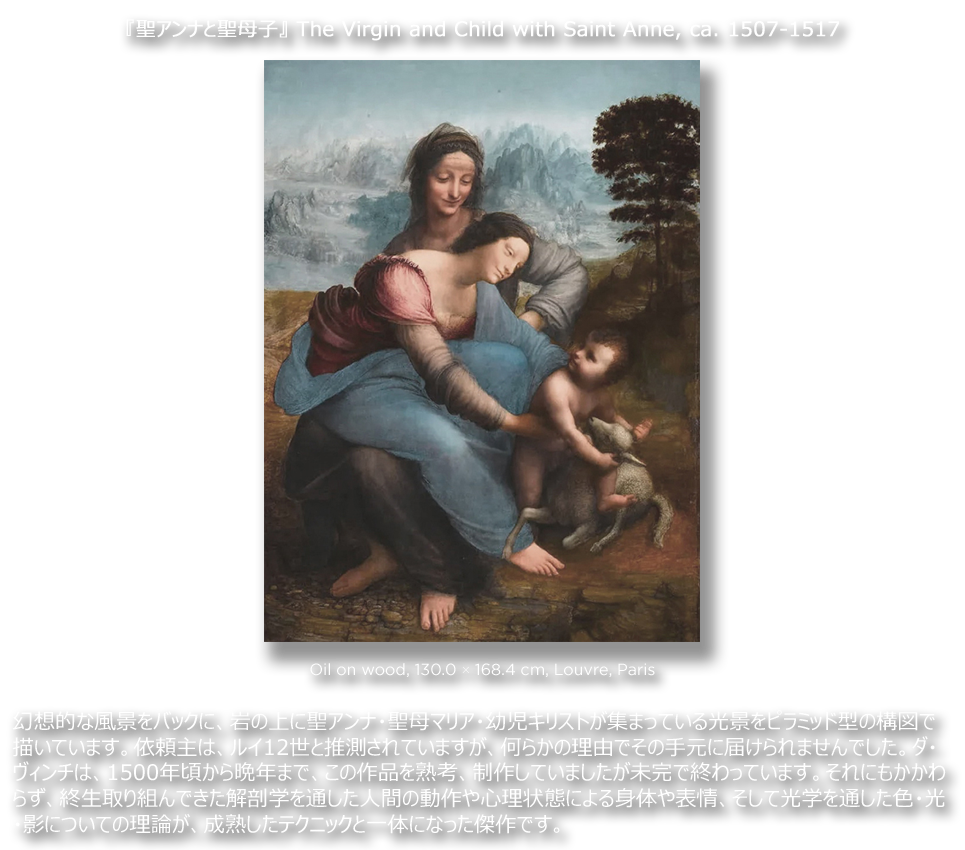 『聖アンナと聖母子』 The Virgin and Child with Saint Anne, ca. 1507-1517
Oil on wood, 130.0 × 168.4 cm, Louvre, Paris
幻想的な風景をバックに、岩の上に聖アンナ・聖母マリア・幼児キリストが集まっている光景をピラミッド型の構図で
描いています。依頼主は、ルイ12世と推測されていますが、何らかの理由でその手元に届けられませんでした。ダ・
ヴィンチは、1500年頃から晩年まで、この作品を熟考、制作していましたが未完で終わっています。それにもかかわ
らず、終生取り組んできた解剖学を通した人間の動作や心理状態による身体や表情、そして光学を通した色・光
・影についての理論が、成熟したテクニックと一体になった傑作です。